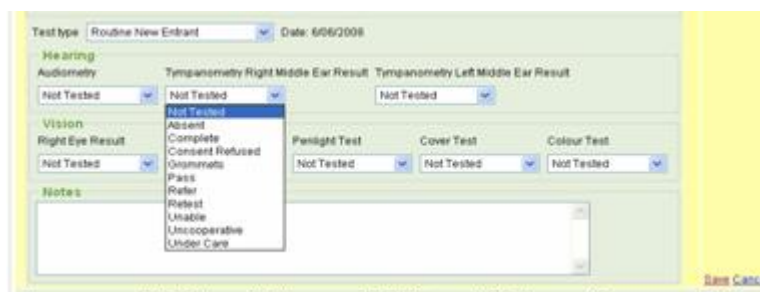 Test type Routine New Entrant Date: 6/06/2008
Hearing
Audiometry Tympanometry Right Middle Ear Result Tympanometry Left Middle Ear Result
Not Tested Not Tested Not Tested
Not Tested
Absent
Complete
Consent Refused
Grommets
Pass
Refer
Retest
Unable
Uncooperative
Under Care
Vision
Right Eye Result Penlight Test Cover Test Colour Test
Not Tested Not Tested Not Tested Not Tested
Notes
Save Canc